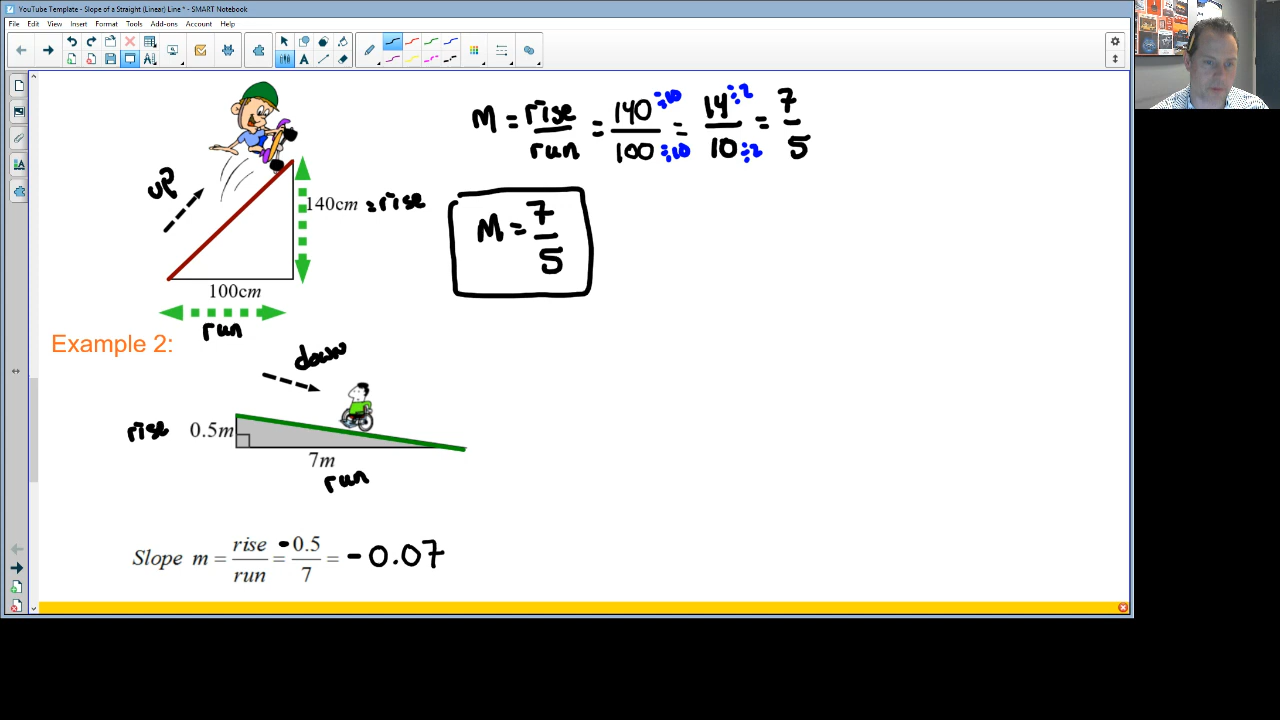 YouTube Template - Slope of a Straight (Linear) Line * - SMART Notebook
File Edit View Insert Format Tools Add-ons Account Help
M = rise/run = 140/100 ÷10/÷10 = 14/10 ÷2/÷2 = 7/5
up
140cm = rise
M = 7/5
100cm
run
Example 2:
down
rise 0.5m
7m
run
Slope m = rise/run = -0.5/7 = -0.07